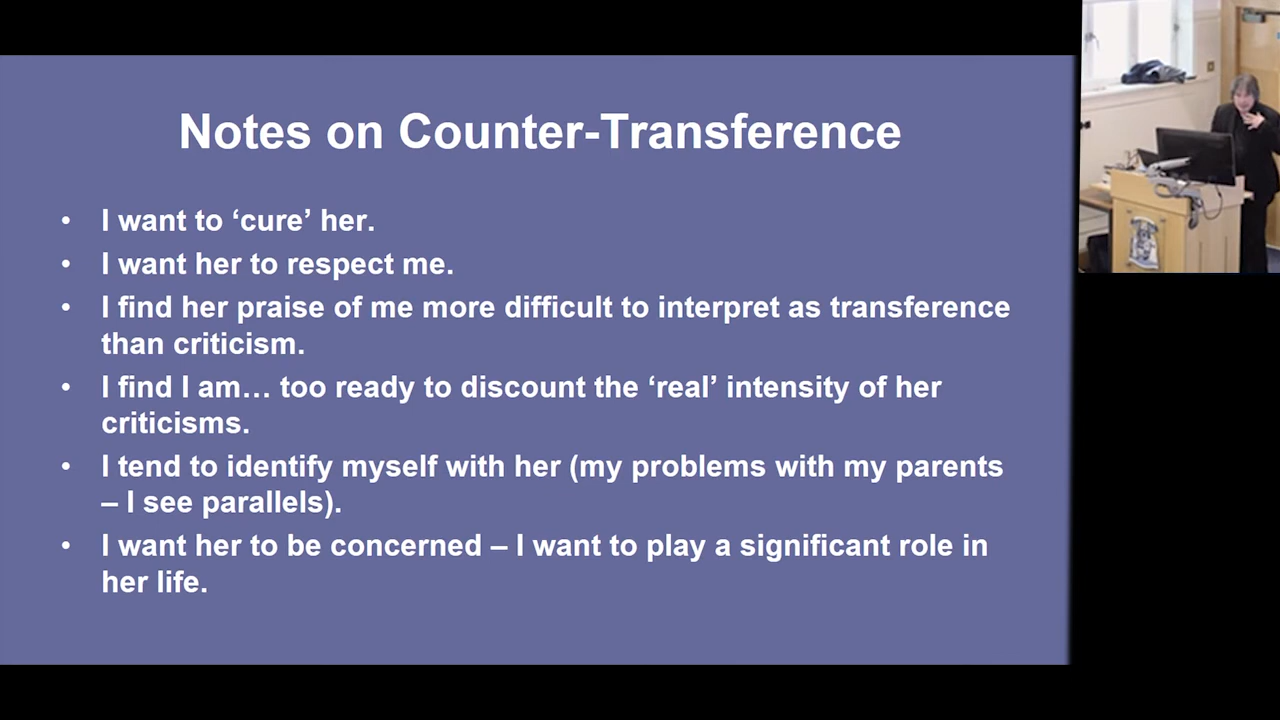 Notes on Counter-Transference
• I want to ‘cure’ her.
• I want her to respect me.
• I find her praise of me more difficult to interpret as transference
than criticism.
• I find I am… too ready to discount the ‘real’ intensity of her
criticisms.
• I tend to identify myself with her (my problems with my parents
– I see parallels).
• I want her to be concerned – I want to play a significant role in
her life.